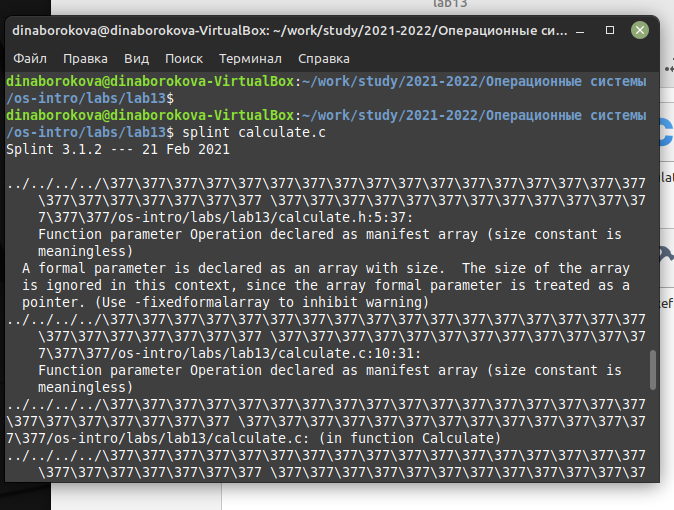 lab13
dinaborokova@dinaborokova-VirtualBox: ~/work/study/2021-2022/Операционные си...
Файл Правка Вид Поиск Терминал Справка
dinaborokova@dinaborokova-VirtualBox:~/work/study/2021-2022/Операционные системы
/os-intro/labs/lab13$
dinaborokova@dinaborokova-VirtualBox:~/work/study/2021-2022/Операционные системы
/os-intro/labs/lab13$ splint calculate.c
Splint 3.1.2 --- 21 Feb 2021
../../../../\377\377\377\377\377\377\377\377\377\377\377\377\377\377\377\377\377
\377\377\377\377\377\377\377 \377\377\377\377\377\377\377\377\377\377\377\37
7\377\377/os-intro/labs/lab13/calculate.h:5:37:
Function parameter Operation declared as manifest array (size constant is
meaningless)
A formal parameter is declared as an array with size.  The size of the array
is ignored in this context, since the array formal parameter is treated as a
pointer. (Use -fixedformalarray to inhibit warning)
../../../../\377\377\377\377\377\377\377\377\377\377\377\377\377\377\377\377\377
\377\377\377\377\377\377\377 \377\377\377\377\377\377\377\377\377\377\377\37
7\377\377/os-intro/labs/lab13/calculate.c:10:31:
Function parameter Operation declared as manifest array (size constant is
meaningless)
../../../../\377\377\377\377\377\377\377\377\377\377\377\377\377\377\377\377\377
\377\377\377\377\377\377\377 \377\377\377\377\377\377\377\377\377\377\377\377\37
7\377/os-intro/labs/lab13/calculate.c: (in function Calculate)
../../../../\377\377\377\377\377\377\377\377\377\377\377\377\377\377\377\377\377
\377\377\377\377\377\377\377 \377\377\377\377\377\377\377\377\377\377\377\37